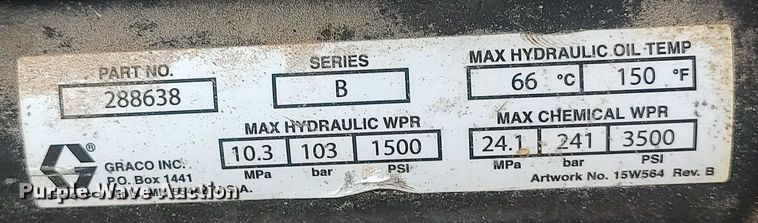 PART NO.
288638
SERIES
B
MAX HYDRAULIC OIL TEMP
66 °C 150 °F
MAX HYDRAULIC WPR
10.3 103 1500
MPa bar PSI
MAX CHEMICAL WPR
24.1 241 3500
MPa bar PSI
Artwork No. 15W564 Rev. B
®
GRACO INC.
P.O. Box 1441
Purple Wave Auction